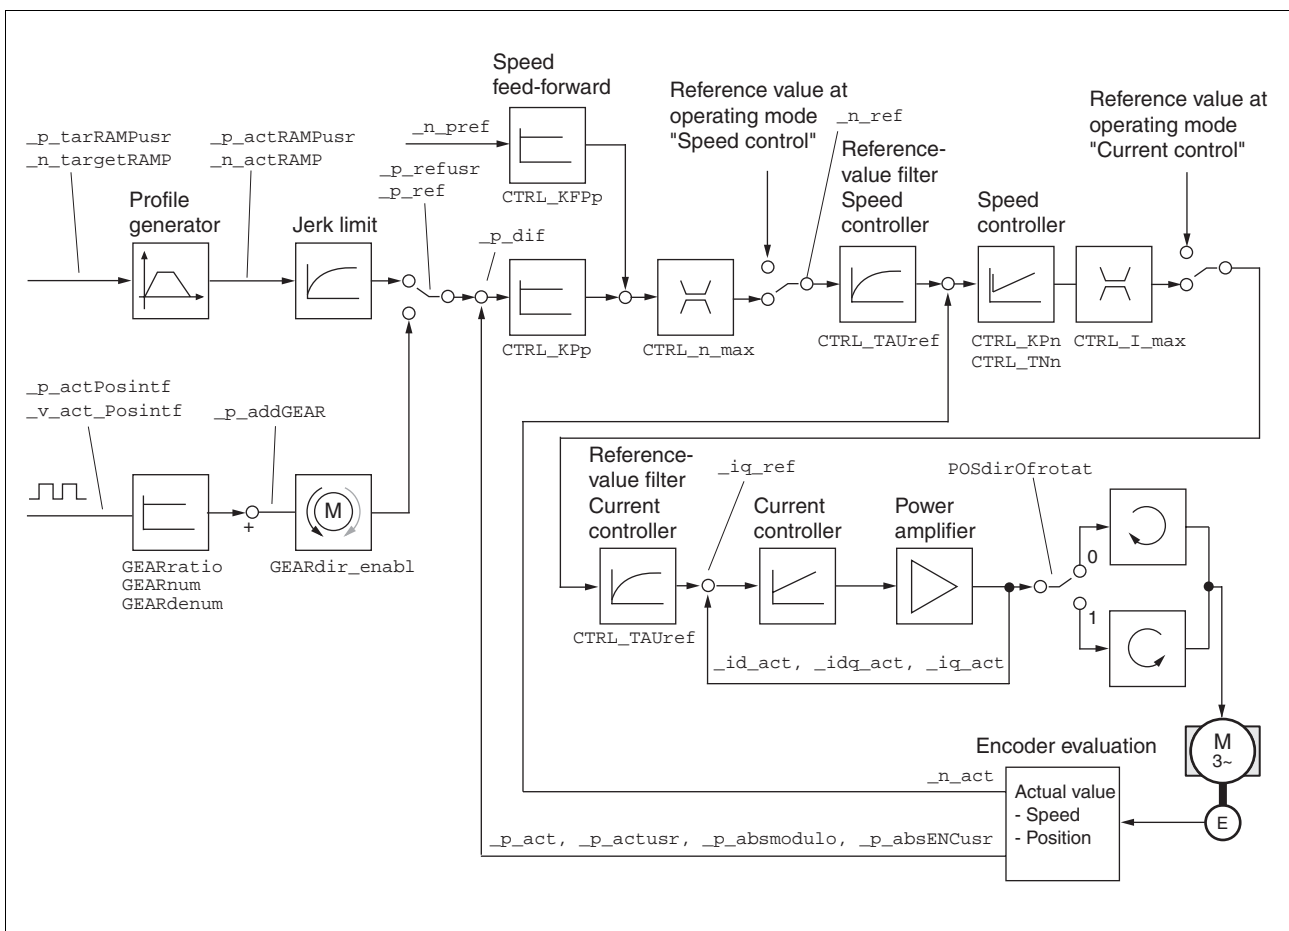 Speed
feed-forward
_n_pref
CTRL_KFPp
Reference value at
operating mode
"Speed control"
_n_ref
Reference value at
operating mode
"Current control"
_p_tarRAMPusr
_n_targetRAMP
_p_actRAMPusr
_n_actRAMP
_p_refusr
_p_ref
Reference-
value filter
Speed
controller
Speed
controller
Profile
generator
Jerk limit
_p_dif
CTRL_KPp
CTRL_n_max
CTRL_TAUref
CTRL_KPn
CTRL_TNn
CTRL_I_max
_p_actPosintf
_v_act_Posintf
_p_addGEAR
+
M
GEARratio
GEARnum
GEARdenum
GEARdir_enabl
Reference-
value filter
Current
controller
_iq_ref
Current
controller
Power
amplifier
POSdirOfrotat
0
1
CTRL_TAUref
_id_act, _idq_act, _iq_act
M
3~
E
Encoder evaluation
_n_act
Actual value
- Speed
- Position
_p_act, _p_actusr, _p_absmodulo, _p_absENCusr